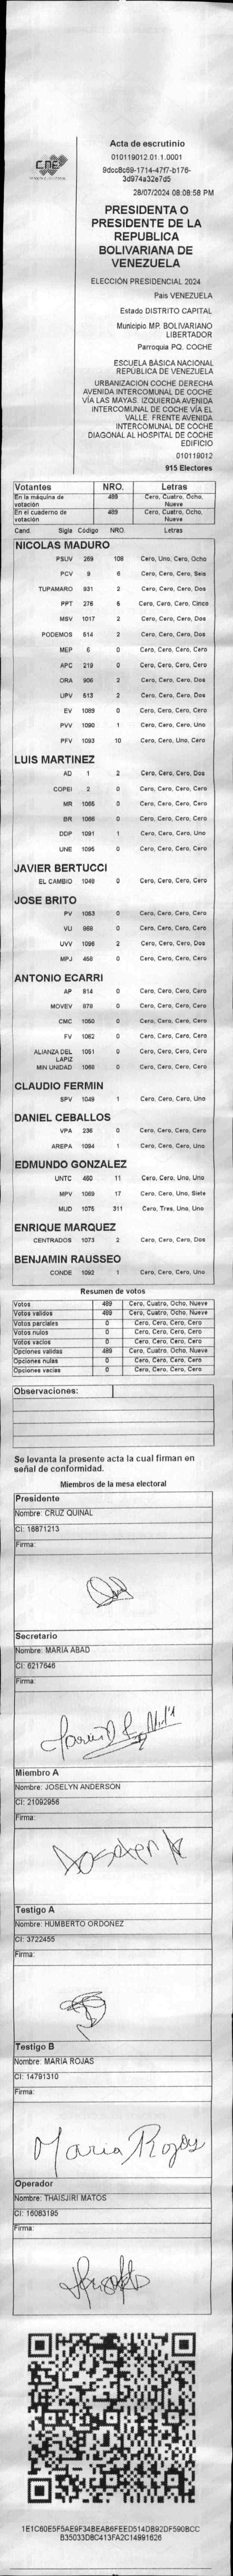 CNE
Acta de escrutinio
010119012.01.1.0001
9dcc8c69-1714-47f7-b176-
3d974a32e7d5
28/07/2024 08:08:58 PM
PRESIDENTA O
PRESIDENTE DE LA
REPUBLICA
BOLIVARIANA DE
VENEZUELA
ELECCIÓN PRESIDENCIAL 2024
Pais VENEZUELA
Estado DISTRITO CAPITAL
Municipio MP. BOLIVARIANO
LIBERTADOR
Parroquia PQ. COCHE
ESCUELA BÁSICA NACIONAL
REPÚBLICA DE VENEZUELA
URBANIZACION COCHE DERECHA
AVENIDA INTERCOMUNAL DE COCHE
VÍA LAS MAYAS. IZQUIERDA AVENIDA
INTERCOMUNAL DE COCHE VÍA EL
VALLE. FRENTE AVENIDA
INTERCOMUNAL DE COCHE
DIAGONAL AL HOSPITAL DE COCHE
EDIFICIO
010119012
915 Electores
Votantes NRO. Letras
En la máquina de votación 489 Cero, Cuatro, Ocho, Nueve
En el cuaderno de votación 489 Cero, Cuatro, Ocho, Nueve
Cand. Sigla Código NRO. Letras
NICOLAS MADURO
PSUV 269 108 Cero, Uno, Cero, Ocho
PCV 9 6 Cero, Cero, Cero, Seis
TUPAMARO 931 2 Cero, Cero, Cero, Dos
PPT 276 5 Cero, Cero, Cero, Cinco
MSV 1017 2 Cero, Cero, Cero, Dos
PODEMOS 514 2 Cero, Cero, Cero, Dos
MEP 6 0 Cero, Cero, Cero, Cero
APC 219 0 Cero, Cero, Cero, Cero
ORA 906 2 Cero, Cero, Cero, Dos
UPV 513 2 Cero, Cero, Cero, Dos
EV 1089 0 Cero, Cero, Cero, Cero
PVV 1090 1 Cero, Cero, Cero, Uno
PFV 1093 10 Cero, Cero, Uno, Cero
LUIS MARTINEZ
AD 1 2 Cero, Cero, Cero, Dos
COPEI 2 0 Cero, Cero, Cero, Cero
MR 1065 0 Cero, Cero, Cero, Cero
BR 1066 0 Cero, Cero, Cero, Cero
DDP 1091 1 Cero, Cero, Cero, Uno
UNE 1095 0 Cero, Cero, Cero, Cero
JAVIER BERTUCCI
EL CAMBIO 1048 0 Cero, Cero, Cero, Cero
JOSE BRITO
PV 1053 0 Cero, Cero, Cero, Cero
VU 968 0 Cero, Cero, Cero, Cero
UVV 1096 2 Cero, Cero, Cero, Dos
MPJ 458 0 Cero, Cero, Cero, Cero
ANTONIO ECARRI
AP 814 0 Cero, Cero, Cero, Cero
MOVEV 979 0 Cero, Cero, Cero, Cero
CMC 1050 0 Cero, Cero, Cero, Cero
FV 1062 0 Cero, Cero, Cero, Cero
ALIANZA DEL LAPIZ 1051 0 Cero, Cero, Cero, Cero
MIN UNIDAD 1068 0 Cero, Cero, Cero, Cero
CLAUDIO FERMIN
SPV 1049 1 Cero, Cero, Cero, Uno
DANIEL CEBALLOS
VPA 236 0 Cero, Cero, Cero, Cero
AREPA 1094 1 Cero, Cero, Cero, Uno
EDMUNDO GONZALEZ
UNTC 460 11 Cero, Cero, Uno, Uno
MPV 1069 17 Cero, Cero, Uno, Siete
MUD 1075 311 Cero, Tres, Uno, Uno
ENRIQUE MARQUEZ
CENTRADOS 1073 2 Cero, Cero, Cero, Dos
BENJAMIN RAUSSEO
CONDE 1092 1 Cero, Cero, Cero, Uno
Resumen de votos
Votos 489 Cero, Cuatro, Ocho, Nueve
Votos validos 489 Cero, Cuatro, Ocho, Nueve
Votos parciales 0 Cero, Cero, Cero, Cero
Votos nulos 0 Cero, Cero, Cero, Cero
Votos vacios 0 Cero, Cero, Cero, Cero
Opciones validas 489 Cero, Cuatro, Ocho, Nueve
Opciones nulas 0 Cero, Cero, Cero, Cero
Opciones vacias 0 Cero, Cero, Cero, Cero
Observaciones:
Se levanta la presente acta la cual firman en
señal de conformidad.
Miembros de la mesa electoral
Presidente
Nombre: CRUZ QUINAL
CI: 16871213
Firma:
Secretario
Nombre: MARIA ABAD
CI: 6217646
Firma:
Miembro A
Nombre: JOSELYN ANDERSON
CI: 21092956
Firma:
Testigo A
Nombre: HUMBERTO ORDOÑEZ
CI: 3722455
Firma:
Testigo B
Nombre: MARIA ROJAS
CI: 14791310
Firma:
Maria Rojas
Operador
Nombre: THAISJIRI MATOS
CI: 16083195
Firma:
1E1C60E5F5AE9F34BEAB6FEED514DB92DF590BCC
B35033D8C413FA2C14991626